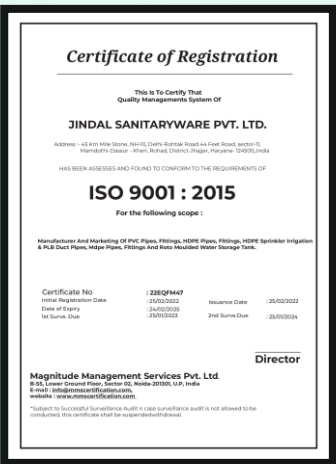 Certificate of Registration
This Is To Certify That
Quality Managements System Of
JINDAL SANITARYWARE PVT. LTD.
Address :- 43 Km Mile Stone, NH-10, Delhi-Rohtak Road 44 Feet Road, sector-11,
Mamdothi-Dassur - Kheri, Rohad, District-Jhajjar, Haryana- 124500,India
HAS BEEN ASSESSES AND FOUND TO CONFORM TO THE REQUIREMENTS OF
ISO 9001 : 2015
For the following scope :
Manufacturer And Marketing Of PVC Pipes, Fittings, HDPE Pipes, Fittings, HDPE Sprinkler Irrigation
& PLB Duct Pipes, Mdpe Pipes, Fittings And Roto Moulded Water Storage Tank.
Certificate No : 22EQFM47
Initial Registration Date : 25/02/2022 Issuance Date : 25/02/2022
Date of Expiry : 24/02/2025
1st Surve. Due : 25/01/2023 2nd Surve.Due : 25/01/2024
Director
Magnitude Management Services Pvt. Ltd.
B-55, Lower Ground Floor, Sector 02, Noida-201301, U.P, India
E-mail : info@mmscertification.com,
website : www.mmscertification.com
*Subject to Successful Surveillance Audit n case surveillance audit is not allowed to be
conducted, this certificate shall be suspendedwithdrawal.